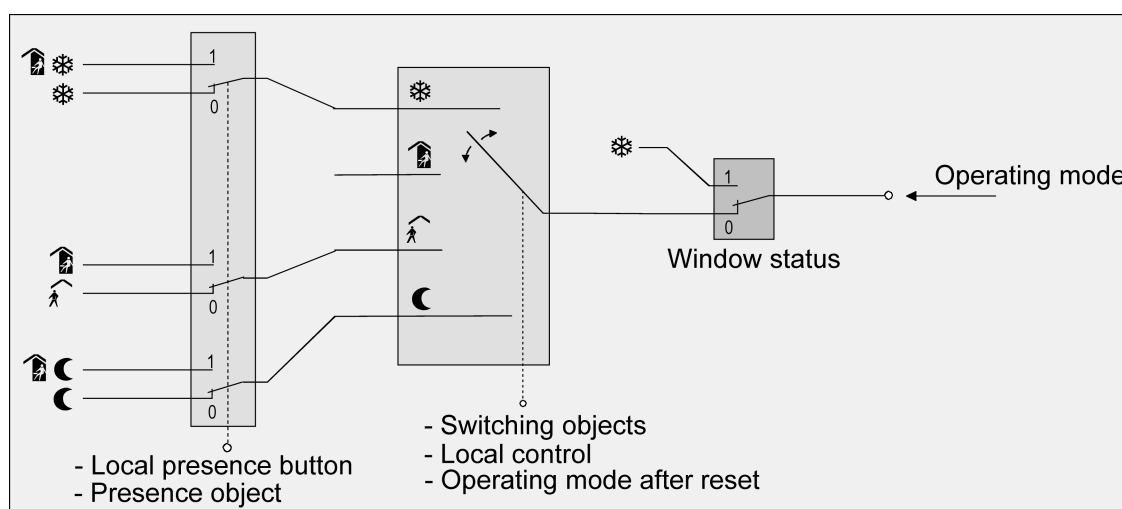 1
0
1
Operating mode
0
Window status
1
0
1
0
- Switching objects
- Local presence button
- Local control
- Presence object
- Operating mode after reset